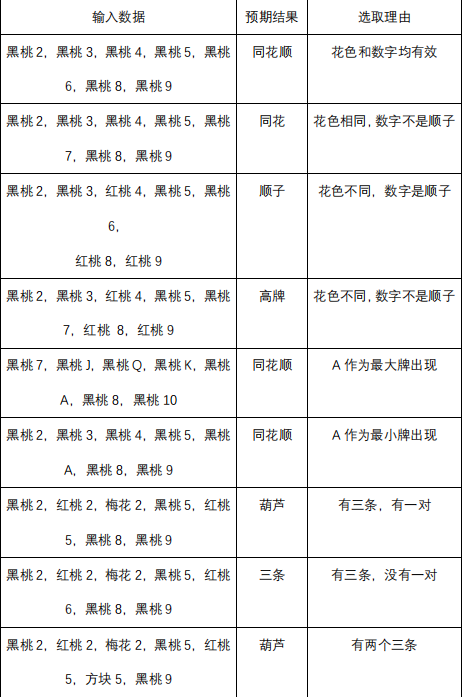 输入数据 预期结果 选取理由
黑桃 2，黑桃 3，黑桃 4，黑桃 5，黑桃 同花顺 花色和数字均有效
6，黑桃 8，黑桃 9
黑桃 2，黑桃 3，黑桃 4，黑桃 5，黑桃 同花 花色相同，数字不是顺子
7，黑桃 8，黑桃 9
黑桃 2，黑桃 3，红桃 4，黑桃 5，黑桃 顺子 花色不同，数字是顺子
6，
红桃 8，红桃 9
黑桃 2，黑桃 3，红桃 4，黑桃 5，黑桃 高牌 花色不同，数字不是顺子
7，红桃 8，红桃 9
黑桃 7，黑桃 J，黑桃 Q，黑桃 K，黑桃 同花顺 A 作为最大牌出现
A，黑桃 8，黑桃 10
黑桃 2，黑桃 3，黑桃 4，黑桃 5，黑桃 同花顺 A 作为最小牌出现
A，黑桃 8，黑桃 9
黑桃 2，红桃 2，梅花 2，黑桃 5，红桃 葫芦 有三条，有一对
5，黑桃 8，黑桃 9
黑桃 2，红桃 2，梅花 2，黑桃 5，红桃 三条 有三条，没有一对
6，黑桃 8，黑桃 9
黑桃 2，红桃 2，梅花 2，黑桃 5，红桃 葫芦 有两个三条
5，方块 5，黑桃 9